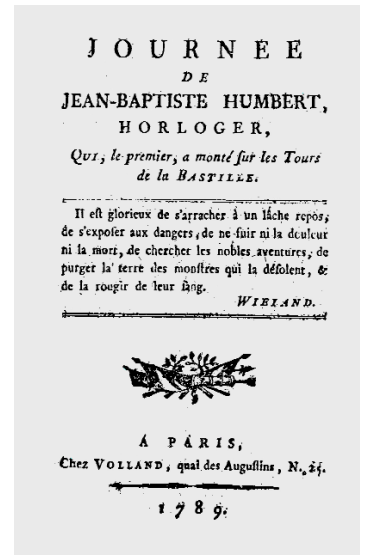 JOURNEE
DE
JEAN-BAPTISTE HUMBERT,
HORLOGER,
Qui, le premier, a monté ſur les Tours
de la BASTILLE.
Il eſt glorieux de s'arracher à un lâche repos,
de s'expoſer aux dangers, de ne fuir ni la douleur
ni la mort, de chercher les nobles aventures, de
purger la terre des monſtres qui la déſolent, &
de la rougir de leur ſang.
WIELAND.
A PARIS,
Chez VOLLAND, quai des Auguſtins, N. 25.
1789.